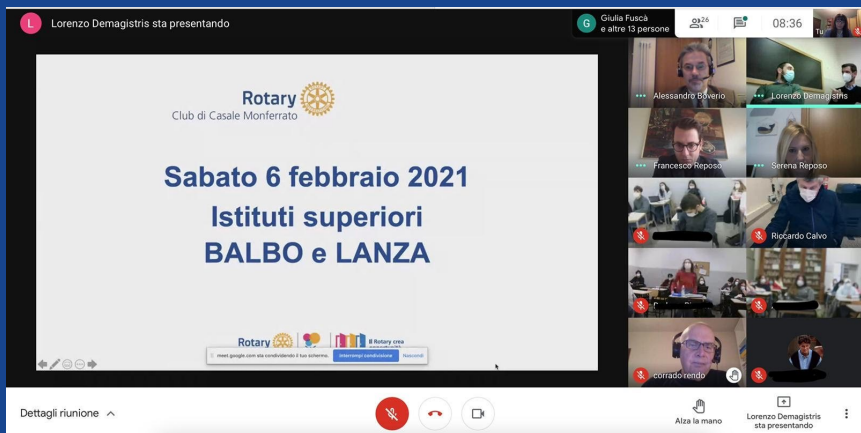 L
Lorenzo Demagistris sta presentando
G
Giulia Fuscà
e altre 13 persone
26
08:36
Tu
Rotary
Club di Casale Monferrato
Sabato 6 febbraio 2021
Istituti superiori
BALBO e LANZA
Rotary
Il Rotary crea
meet.google.com sta condividendo il tuo schermo.
Interrompi condivisione
Nascondi
Alessandro Boverio
Lorenzo Demagistris
Francesco Reposo
Serena Reposo
Riccardo Calvo
corrado rendo
Dettagli riunione
Alza la mano
Lorenzo Demagistris
sta presentando